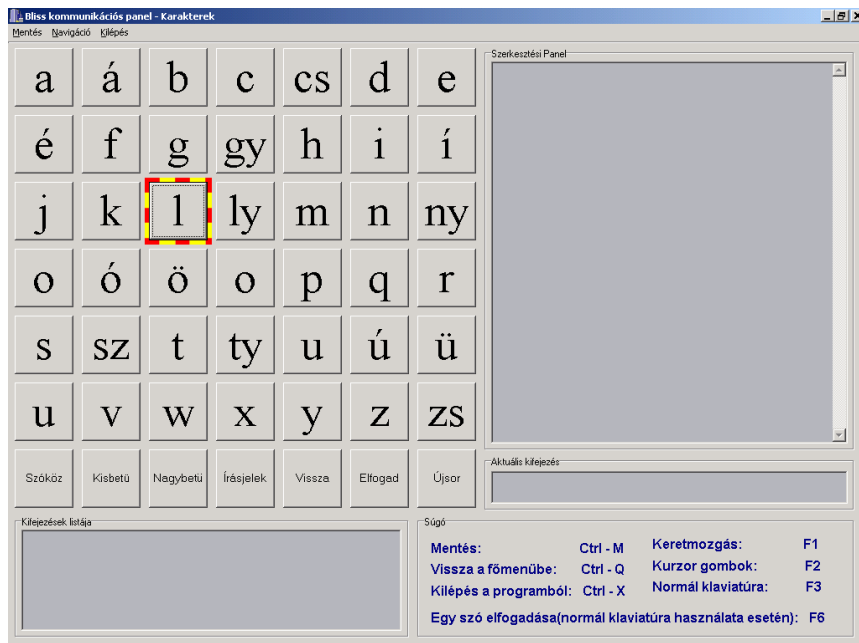 Bliss kommunikációs panel - Karakterek
Mentés Navigáció Kilépés
a á b c cs d e
é f g gy h i í
j k l ly m n ny
o ó ö o p q r
s sz t ty u ú ü
u v w x y z zs
Szóköz Kisbetü Nagybetü Írásjelek Vissza Elfogad Újsor
Szerkesztési Panel
Aktuális kifejezés
Kifejezések listája
Súgó
Mentés: Ctrl - M Keretmozgás: F1
Vissza a főmenübe: Ctrl - Q Kurzor gombok: F2
Kilépés a programból: Ctrl - X Normál klaviatúra: F3
Egy szó elfogadása(normál klaviatúra használata esetén): F6